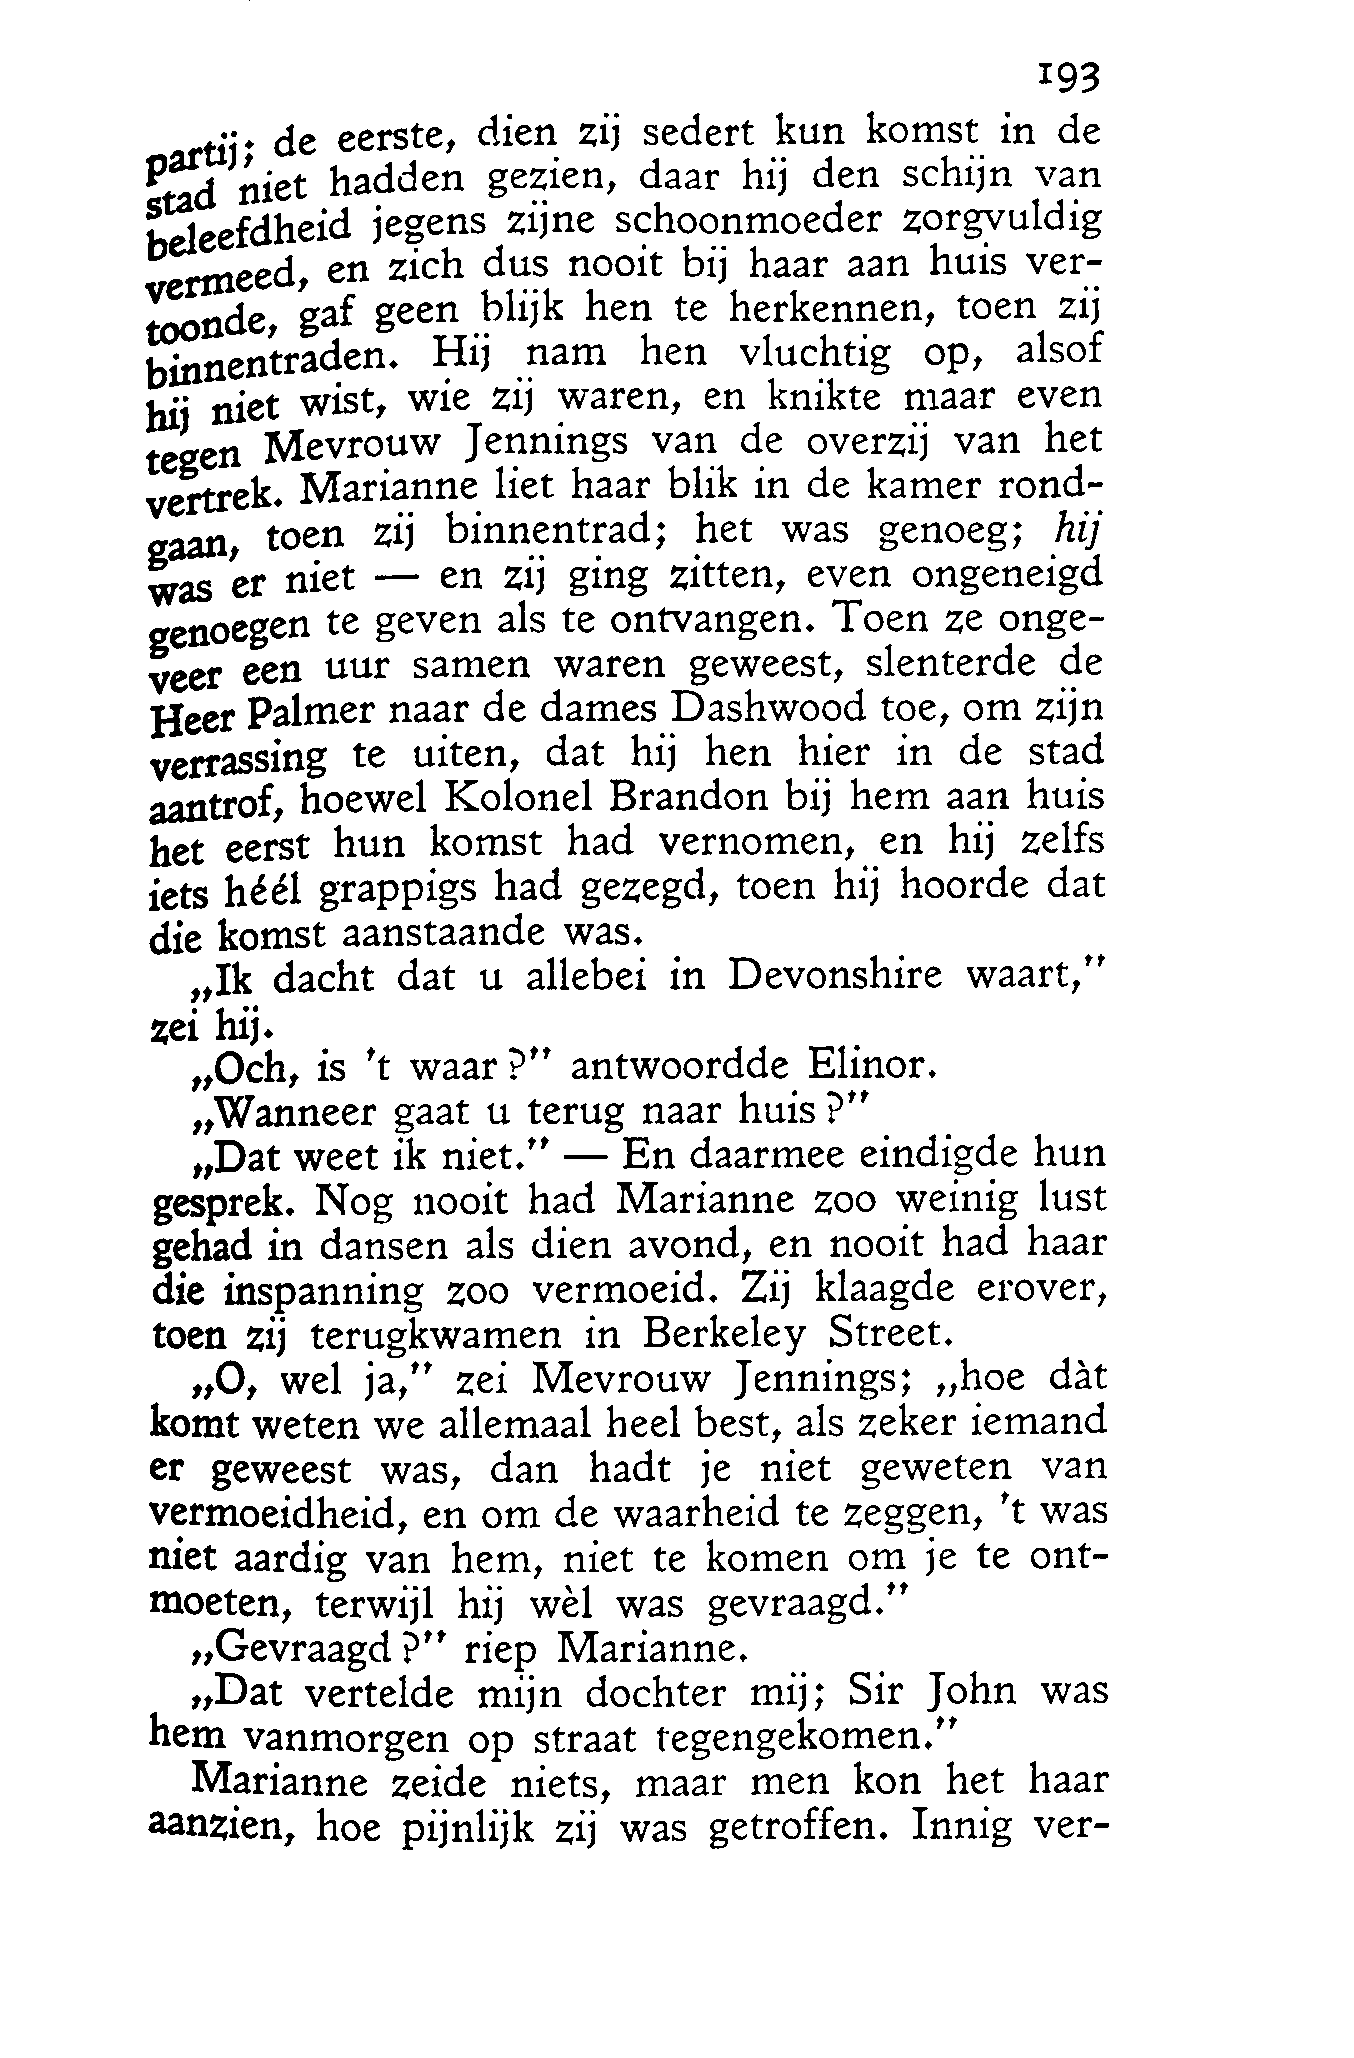 193
partij; de eerste, dien zij sedert kun komst in de
stad niet hadden gezien, daar hij den schijn van
beleefdheid jegens zijne schoonmoeder zorgvuldig
vermeed, en zich dus nooit bij haar aan huis ver-
toonde, gaf geen blijk hen te herkennen, toen zij
binnentraden. Hij nam hen vluchtig op, alsof
hij niet wist, wie zij waren, en knikte maar even
tegen Mevrouw Jennings van de overzij van het
vertrek. Marianne liet haar blik in de kamer rond-
gaan, toen zij binnentrad; het was genoeg; hij
was er niet — en zij ging zitten, even ongeneigd
genoegen te geven als te ontvangen. Toen ze onge-
veer een uur samen waren geweest, slenterde de
Heer Palmer naar de dames Dashwood toe, om zijn
verrassing te uiten, dat hij hen hier in de stad
aantrof, hoewel Kolonel Brandon bij hem aan huis
het eerst hun komst had vernomen, en hij zelfs
iets héél grappigs had gezegd, toen hij hoorde dat
die komst aanstaande was.
„Ik dacht dat u allebei in Devonshire waart,”
zei hij.
„Och, is 't waar?” antwoordde Elinor.
„Wanneer gaat u terug naar huis?”
„Dat weet ik niet.” — En daarmee eindigde hun
gesprek. Nog nooit had Marianne zoo weinig lust
gehad in dansen als dien avond, en nooit had haar
die inspanning zoo vermoeid. Zij klaagde erover,
toen zij terugkwamen in Berkeley Street.
„O, wel ja,” zei Mevrouw Jennings; „hoe dàt
komt weten we allemaal heel best, als zeker iemand
er geweest was, dan hadt je niet geweten van
vermoeidheid, en om de waarheid te zeggen, 't was
niet aardig van hem, niet te komen om je te ont-
moeten, terwijl hij wèl was gevraagd.”
„Gevraagd?” riep Marianne.
„Dat vertelde mijn dochter mij; Sir John was
hem vanmorgen op straat tegengekomen.”
Marianne zeide niets, maar men kon het haar
aanzien, hoe pijnlijk zij was getroffen. Innig ver-